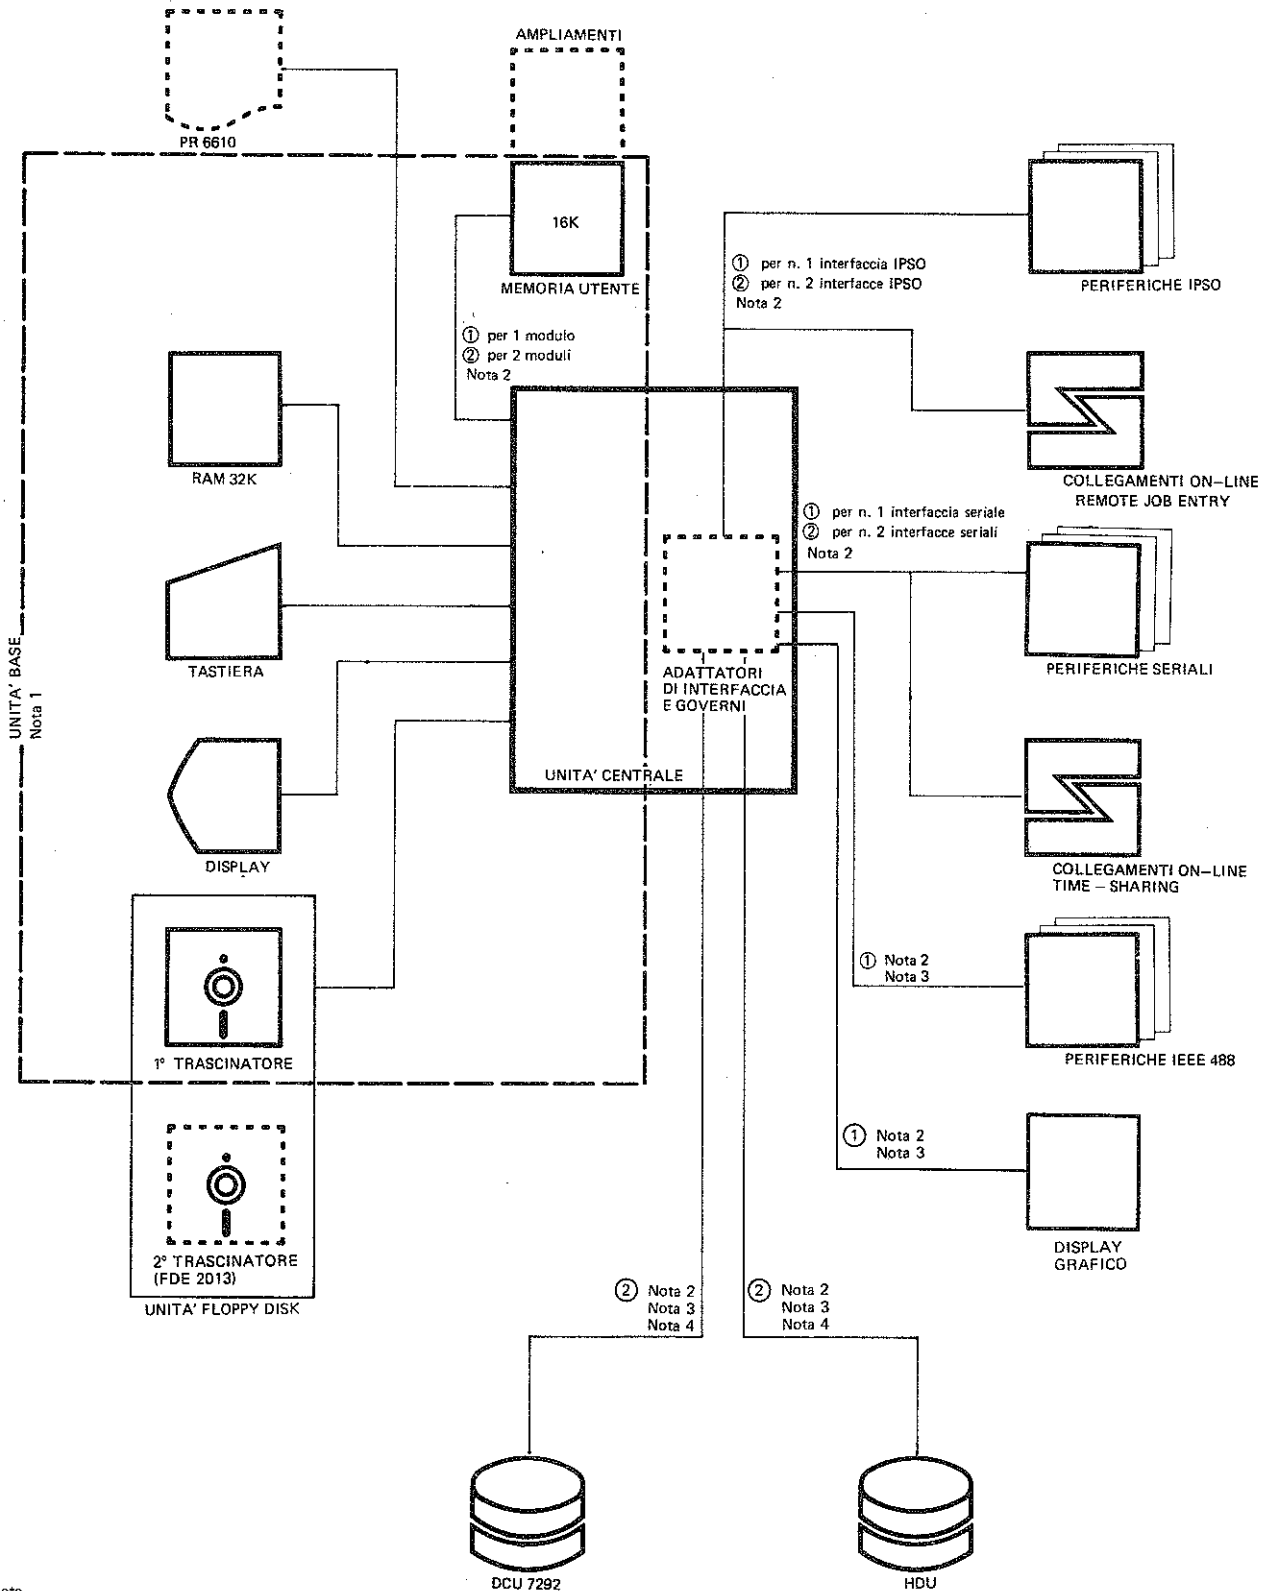 AMPLIAMENTI
PR 6610
16K
MEMORIA UTENTE
① per n. 1 interfaccia IPSO
② per n. 2 interfacce IPSO
Nota 2
PERIFERICHE IPSO
① per 1 modulo
② per 2 moduli
Nota 2
RAM 32K
COLLEGAMENTI ON–LINE
REMOTE JOB ENTRY
① per n. 1 interfaccia seriale
② per n. 2 interfacce seriali
Nota 2
TASTIERA
PERIFERICHE SERIALI
UNITA' BASE
Nota 1
ADATTATORI
DI INTERFACCIA
E GOVERNI
UNITA' CENTRALE
DISPLAY
COLLEGAMENTI ON–LINE
TIME – SHARING
① Nota 2
Nota 3
1° TRASCINATORE
PERIFERICHE IEEE 488
① Nota 2
Nota 3
2° TRASCINATORE
(FDE 2013)
UNITA' FLOPPY DISK
DISPLAY
GRAFICO
② Nota 2
Nota 3
Nota 4
② Nota 2
Nota 3
Nota 4
DCU 7292
HDU